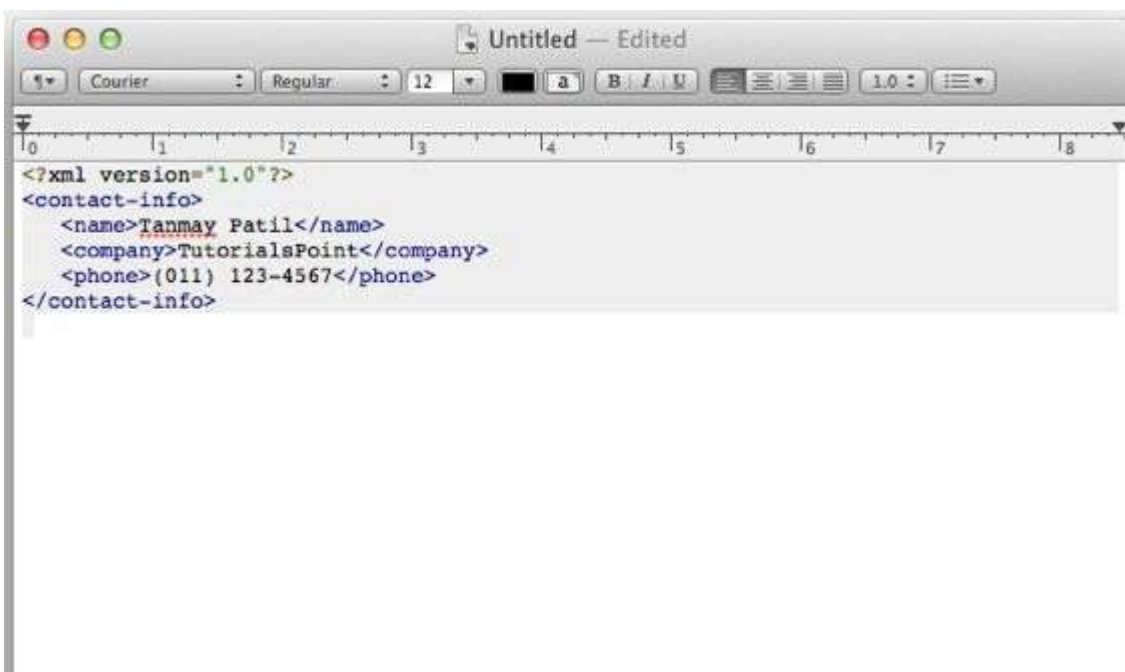 Untitled — Edited
¶ Courier Regular 12 a B I U 1.0
0 1 2 3 4 5 6 7 8
<?xml version="1.0"?>
<contact-info>
   <name>Tanmay Patil</name>
   <company>TutorialsPoint</company>
   <phone>(011) 123-4567</phone>
</contact-info>